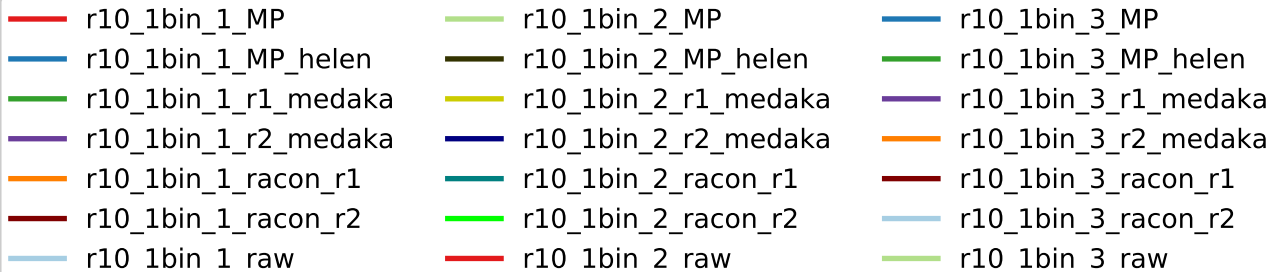 r10_1bin_1_MP r10_1bin_2_MP r10_1bin_3_MP
r10_1bin_1_MP_helen r10_1bin_2_MP_helen r10_1bin_3_MP_helen
r10_1bin_1_r1_medaka r10_1bin_2_r1_medaka r10_1bin_3_r1_medaka
r10_1bin_1_r2_medaka r10_1bin_2_r2_medaka r10_1bin_3_r2_medaka
r10_1bin_1_racon_r1 r10_1bin_2_racon_r1 r10_1bin_3_racon_r1
r10_1bin_1_racon_r2 r10_1bin_2_racon_r2 r10_1bin_3_racon_r2
r10_1bin_1_raw r10_1bin_2_raw r10_1bin_3_raw